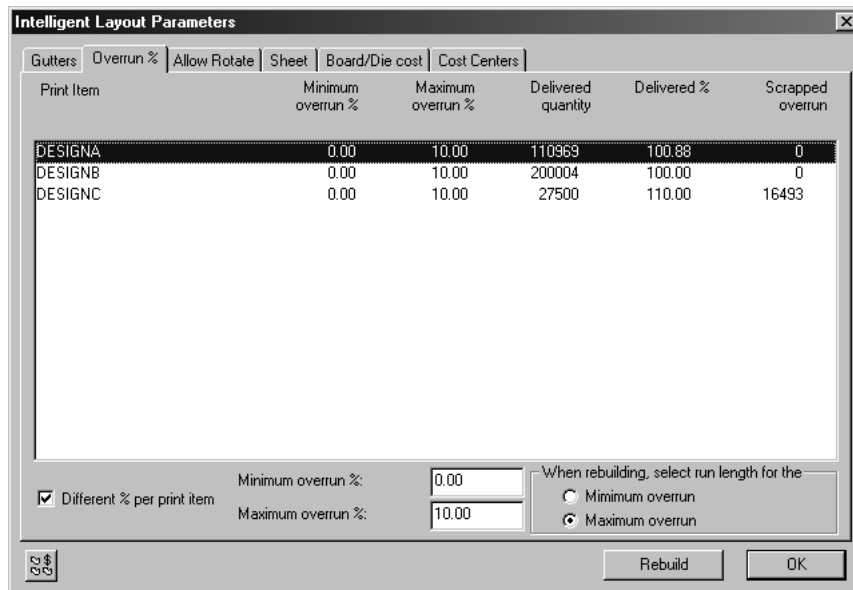 Intelligent Layout Parameters
Gutters Overrun % Allow Rotate Sheet Board/Die cost Cost Centers
Print Item Minimum overrun % Maximum overrun % Delivered quantity Delivered % Scrapped overrun
DESIGNA 0.00 10.00 110969 100.88 0
DESIGNB 0.00 10.00 200004 100.00 0
DESIGNC 0.00 10.00 27500 110.00 16493
Different % per print item
Minimum overrun %: 0.00
Maximum overrun %: 10.00
When rebuilding, select run length for the
Mimimum overrun
Maximum overrun
Rebuild OK